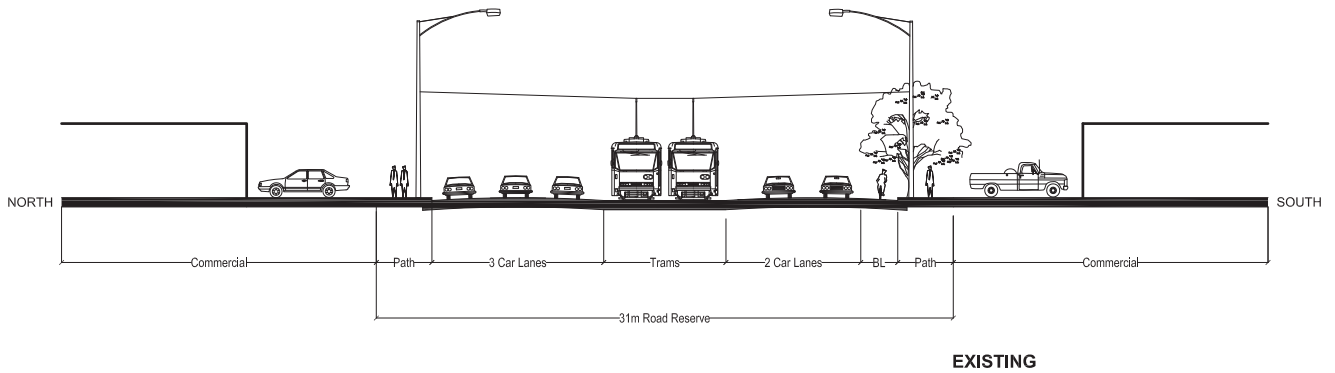 NORTH
SOUTH
Commercial
Path
3 Car Lanes
Trams
2 Car Lanes
BL
Path
Commercial
31m Road Reserve
EXISTING